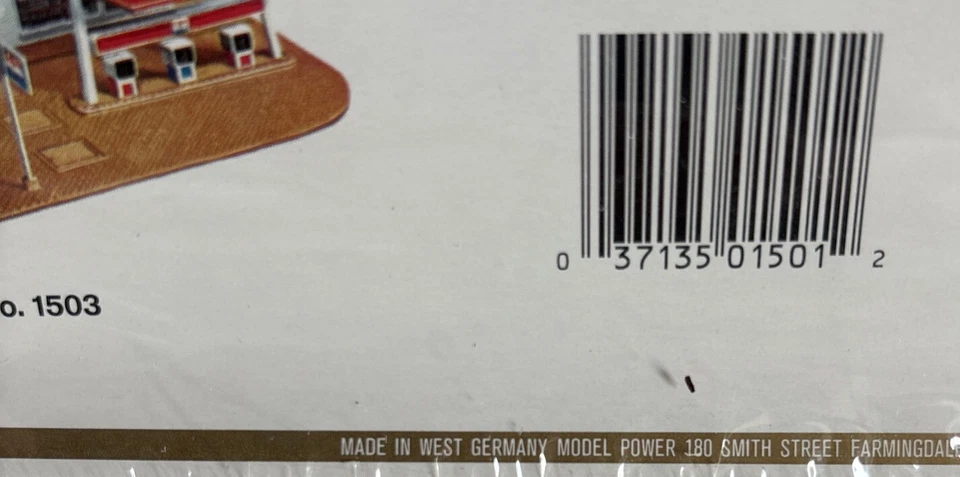 0 37135 01501 2
o. 1503
MADE IN WEST GERMANY MODEL POWER 180 SMITH STREET FARMINGDALE